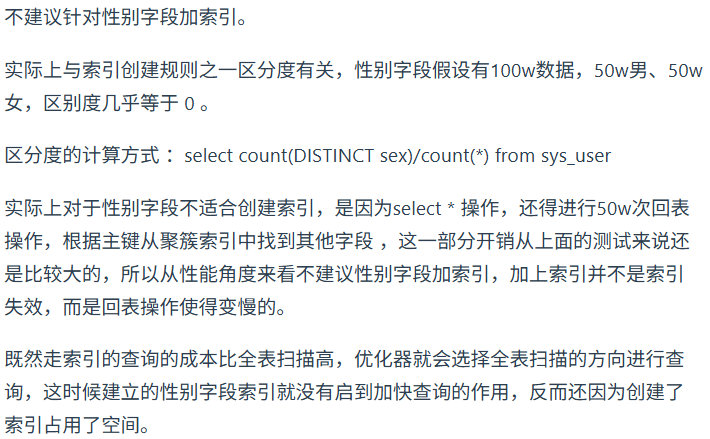 不建议针对性别字段加索引。
实际上与索引创建规则之一区分度有关，性别字段假设有100w数据，50w男、50w
女，区别度几乎等于 0 。
区分度的计算方式 ：select count(DISTINCT sex)/count(*) from sys_user
实际上对于性别字段不适合创建索引，是因为select * 操作，还得进行50w次回表
操作，根据主键从聚簇索引中找到其他字段 ，这一部分开销从上面的测试来说还
是比较大的，所以从性能角度来看不建议性别字段加索引，加上索引并不是索引
失效，而是回表操作使得变慢的。
既然走索引的查询的成本比全表扫描高，优化器就会选择全表扫描的方向进行查
询，这时候建立的性别字段索引就没有启到加快查询的作用，反而还因为创建了
索引占用了空间。